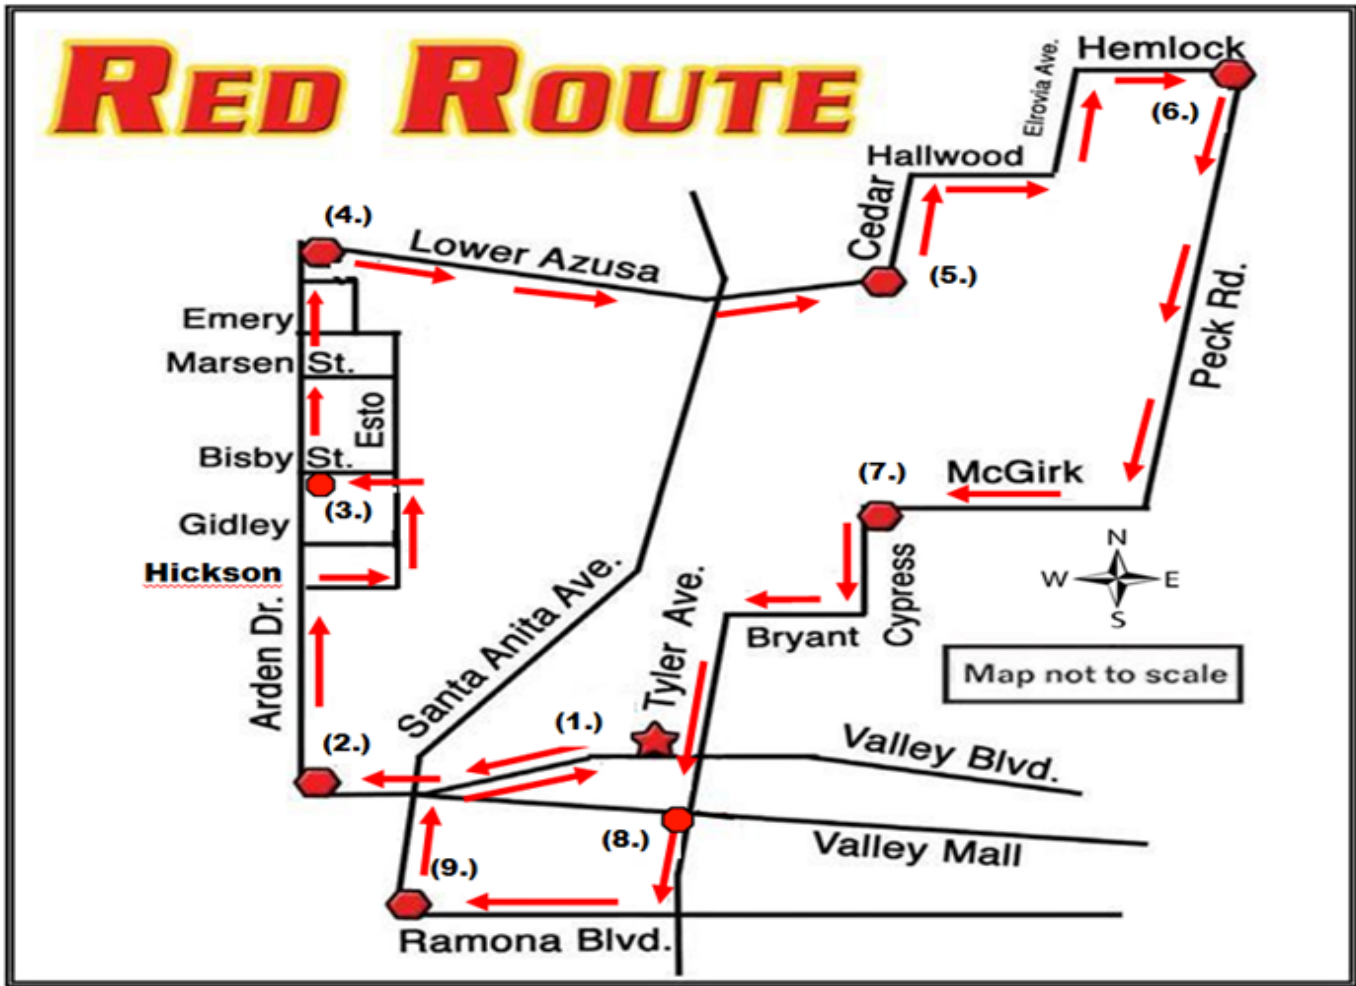 RED ROUTE
Hemlock
Elrovia Ave.
(6.)
Hallwood
Cedar
(4.)
Lower Azusa
(5.)
Peck Rd.
Emery
Marsen St.
Esto
Bisby St.
(3.)
Gidley
Hickson
Arden Dr.
(7.)
McGirk
N
W
E
S
Cypress
Bryant
Santa Anita Ave.
Tyler Ave.
Map not to scale
(1.)
(2.)
Valley Blvd.
(8.)
Valley Mall
(9.)
Ramona Blvd.